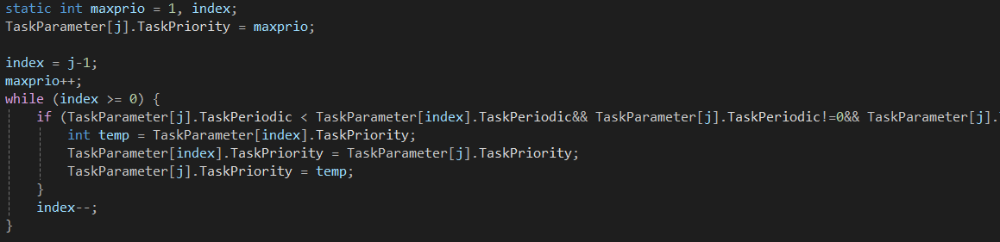 static int maxprio = 1, index;
TaskParameter[j].TaskPriority = maxprio;

index = j-1;
maxprio++;
while (index >= 0) {
    if (TaskParameter[j].TaskPeriodic < TaskParameter[index].TaskPeriodic&& TaskParameter[j].TaskPeriodic!=0&& TaskParameter[j].
        int temp = TaskParameter[index].TaskPriority;
        TaskParameter[index].TaskPriority = TaskParameter[j].TaskPriority;
        TaskParameter[j].TaskPriority = temp;
    }
    index--;
}